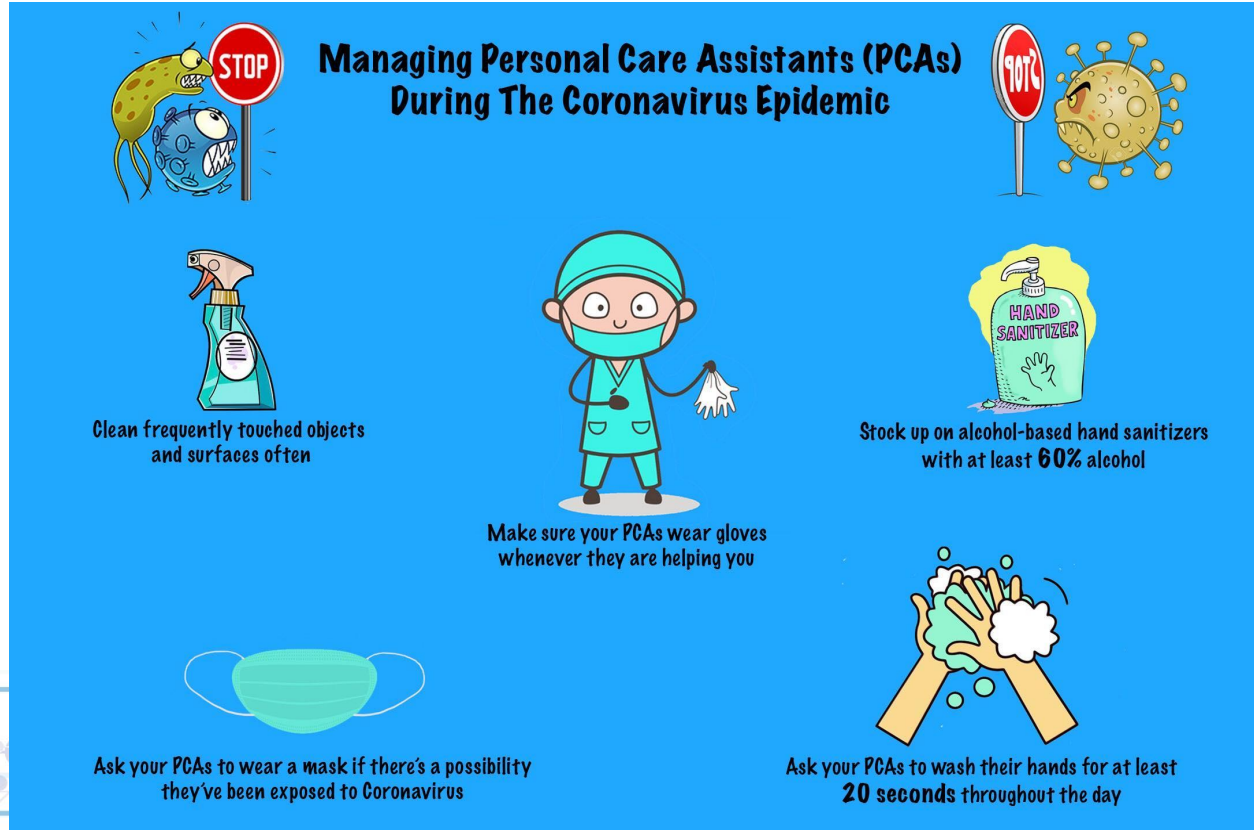 STOP
Managing Personal Care Assistants (PCAs)
During The Coronavirus Epidemic
STOP
Clean frequently touched objects
and surfaces often
HAND
SANITIZER
Stock up on alcohol-based hand sanitizers
with at least 60% alcohol
Make sure your PCAs wear gloves
whenever they are helping you
Ask your PCAs to wear a mask if there's a possibility
they've been exposed to Coronavirus
Ask your PCAs to wash their hands for at least
20 seconds throughout the day